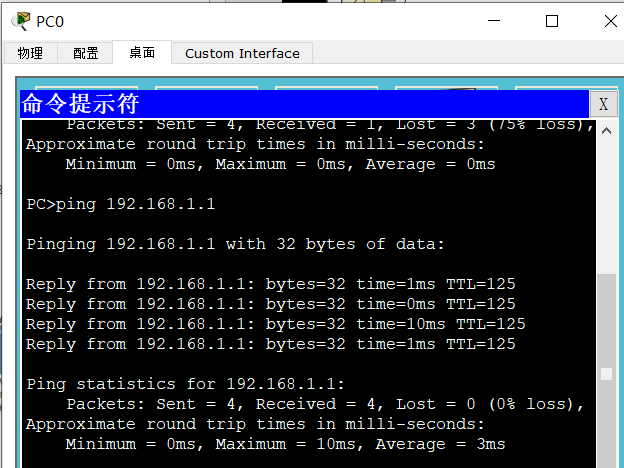 PC0
物理 配置 桌面 Custom Interface
命令提示符 X
Packets: Sent = 4, Received = 1, Lost = 3 (75% loss),
Approximate round trip times in milli-seconds:
Minimum = 0ms, Maximum = 0ms, Average = 0ms
PC>ping 192.168.1.1
Pinging 192.168.1.1 with 32 bytes of data:
Reply from 192.168.1.1: bytes=32 time=1ms TTL=125
Reply from 192.168.1.1: bytes=32 time=0ms TTL=125
Reply from 192.168.1.1: bytes=32 time=10ms TTL=125
Reply from 192.168.1.1: bytes=32 time=1ms TTL=125
Ping statistics for 192.168.1.1:
Packets: Sent = 4, Received = 4, Lost = 0 (0% loss),
Approximate round trip times in milli-seconds:
Minimum = 0ms, Maximum = 10ms, Average = 3ms